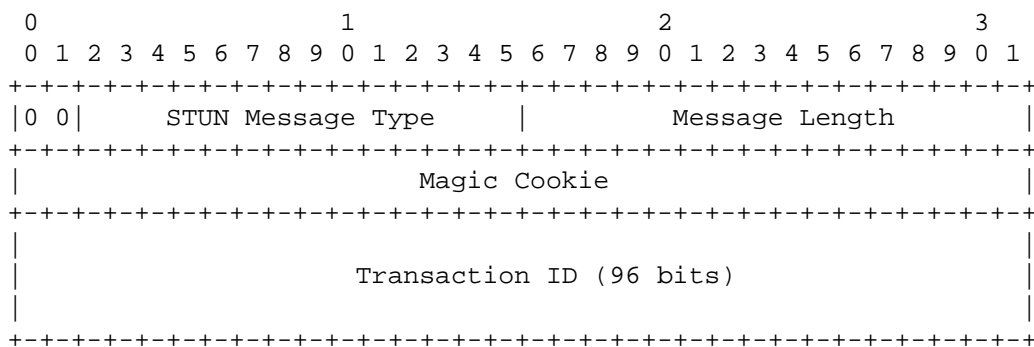 0                   1                   2                   3
 0 1 2 3 4 5 6 7 8 9 0 1 2 3 4 5 6 7 8 9 0 1 2 3 4 5 6 7 8 9 0 1
+-+-+-+-+-+-+-+-+-+-+-+-+-+-+-+-+-+-+-+-+-+-+-+-+-+-+-+-+-+-+-+-+
|0 0|     STUN Message Type     |         Message Length        |
+-+-+-+-+-+-+-+-+-+-+-+-+-+-+-+-+-+-+-+-+-+-+-+-+-+-+-+-+-+-+-+-+
|                         Magic Cookie                          |
+-+-+-+-+-+-+-+-+-+-+-+-+-+-+-+-+-+-+-+-+-+-+-+-+-+-+-+-+-+-+-+-+
|                                                               |
|                     Transaction ID (96 bits)                  |
|                                                               |
+-+-+-+-+-+-+-+-+-+-+-+-+-+-+-+-+-+-+-+-+-+-+-+-+-+-+-+-+-+-+-+-+